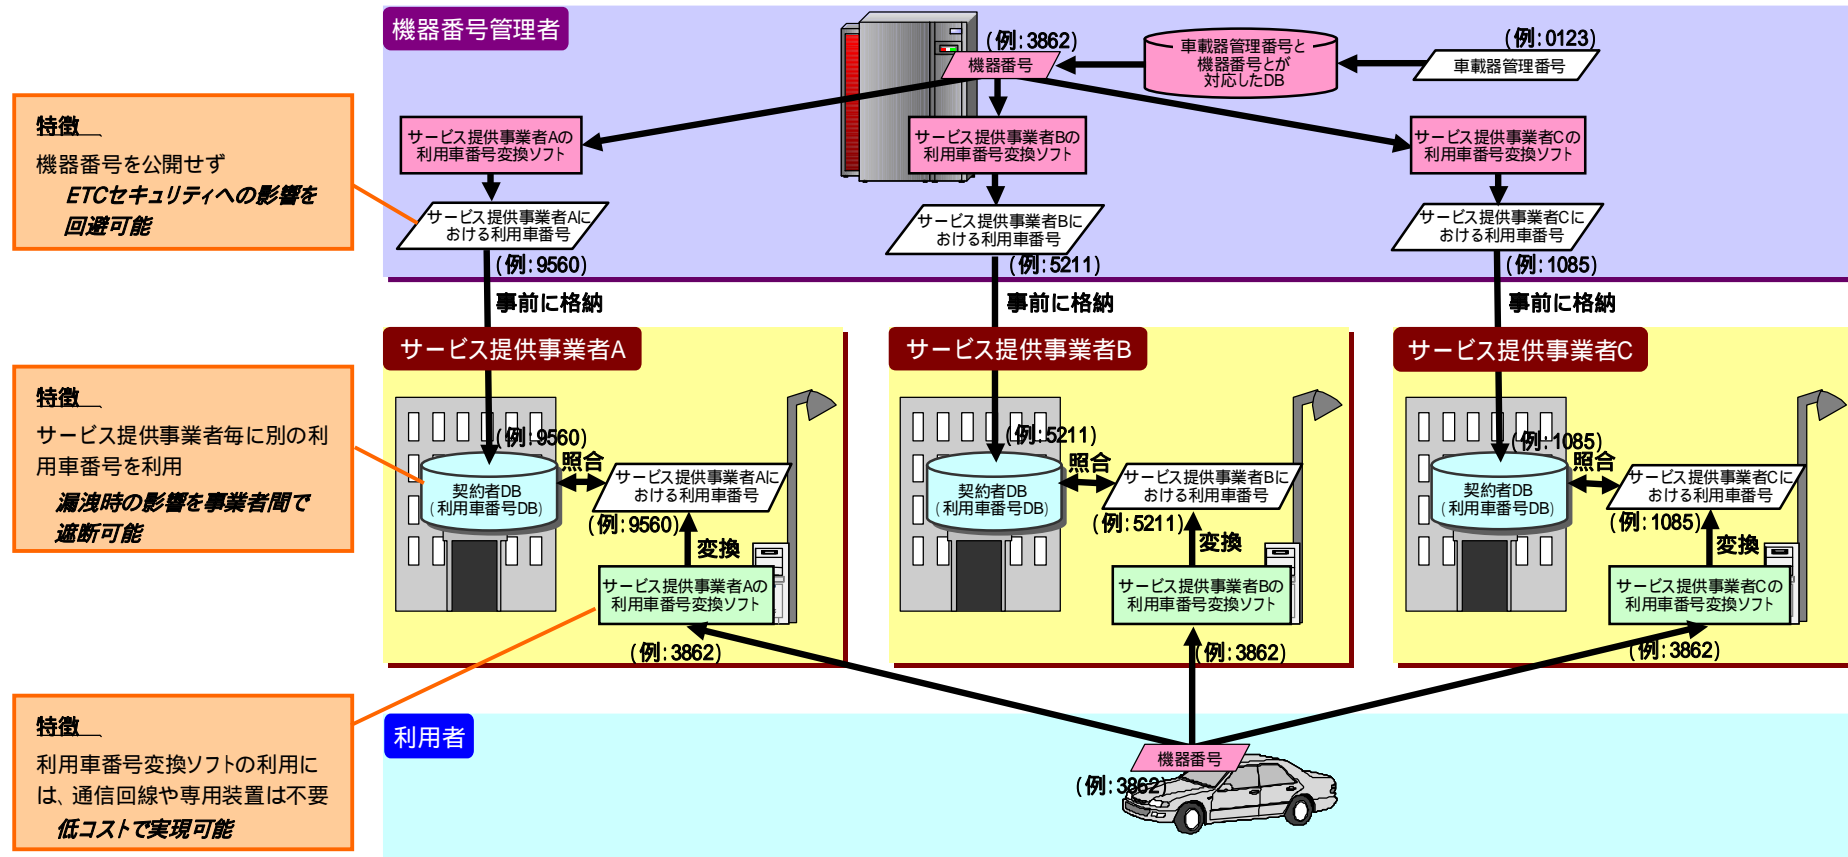 機器番号管理者
(例:3862)
機器番号
車載器管理番号と
機器番号とが
対応したDB
(例:0123)
車載器管理番号
サービス提供事業者Aの
利用車番号変換ソフト
サービス提供事業者Bの
利用車番号変換ソフト
サービス提供事業者Cの
利用車番号変換ソフト
サービス提供事業者Aに
おける利用車番号
サービス提供事業者Bに
おける利用車番号
サービス提供事業者Cに
おける利用車番号
(例:9560)
(例:5211)
(例:1085)
事前に格納
事前に格納
事前に格納
特徴
機器番号を公開せず
ETCセキュリティへの影響を
回避可能
特徴
サービス提供事業者毎に別の利
用車番号を利用
漏洩時の影響を事業者間で
遮断可能
特徴
利用車番号変換ソフトの利用に
は、通信回線や専用装置は不要
低コストで実現可能
サービス提供事業者A
(例:9560)
照合
契約者DB
(利用車番号DB)
サービス提供事業者Aに
おける利用車番号
(例:9560)
変換
サービス提供事業者Aの
利用車番号変換ソフト
(例:3862)
サービス提供事業者B
(例:5211)
照合
契約者DB
(利用車番号DB)
サービス提供事業者Bに
おける利用車番号
(例:5211)
変換
サービス提供事業者Bの
利用車番号変換ソフト
(例:3862)
サービス提供事業者C
(例:1085)
照合
契約者DB
(利用車番号DB)
サービス提供事業者Cに
おける利用車番号
(例:1085)
変換
サービス提供事業者Cの
利用車番号変換ソフト
(例:3862)
利用者
機器番号
(例:3862)